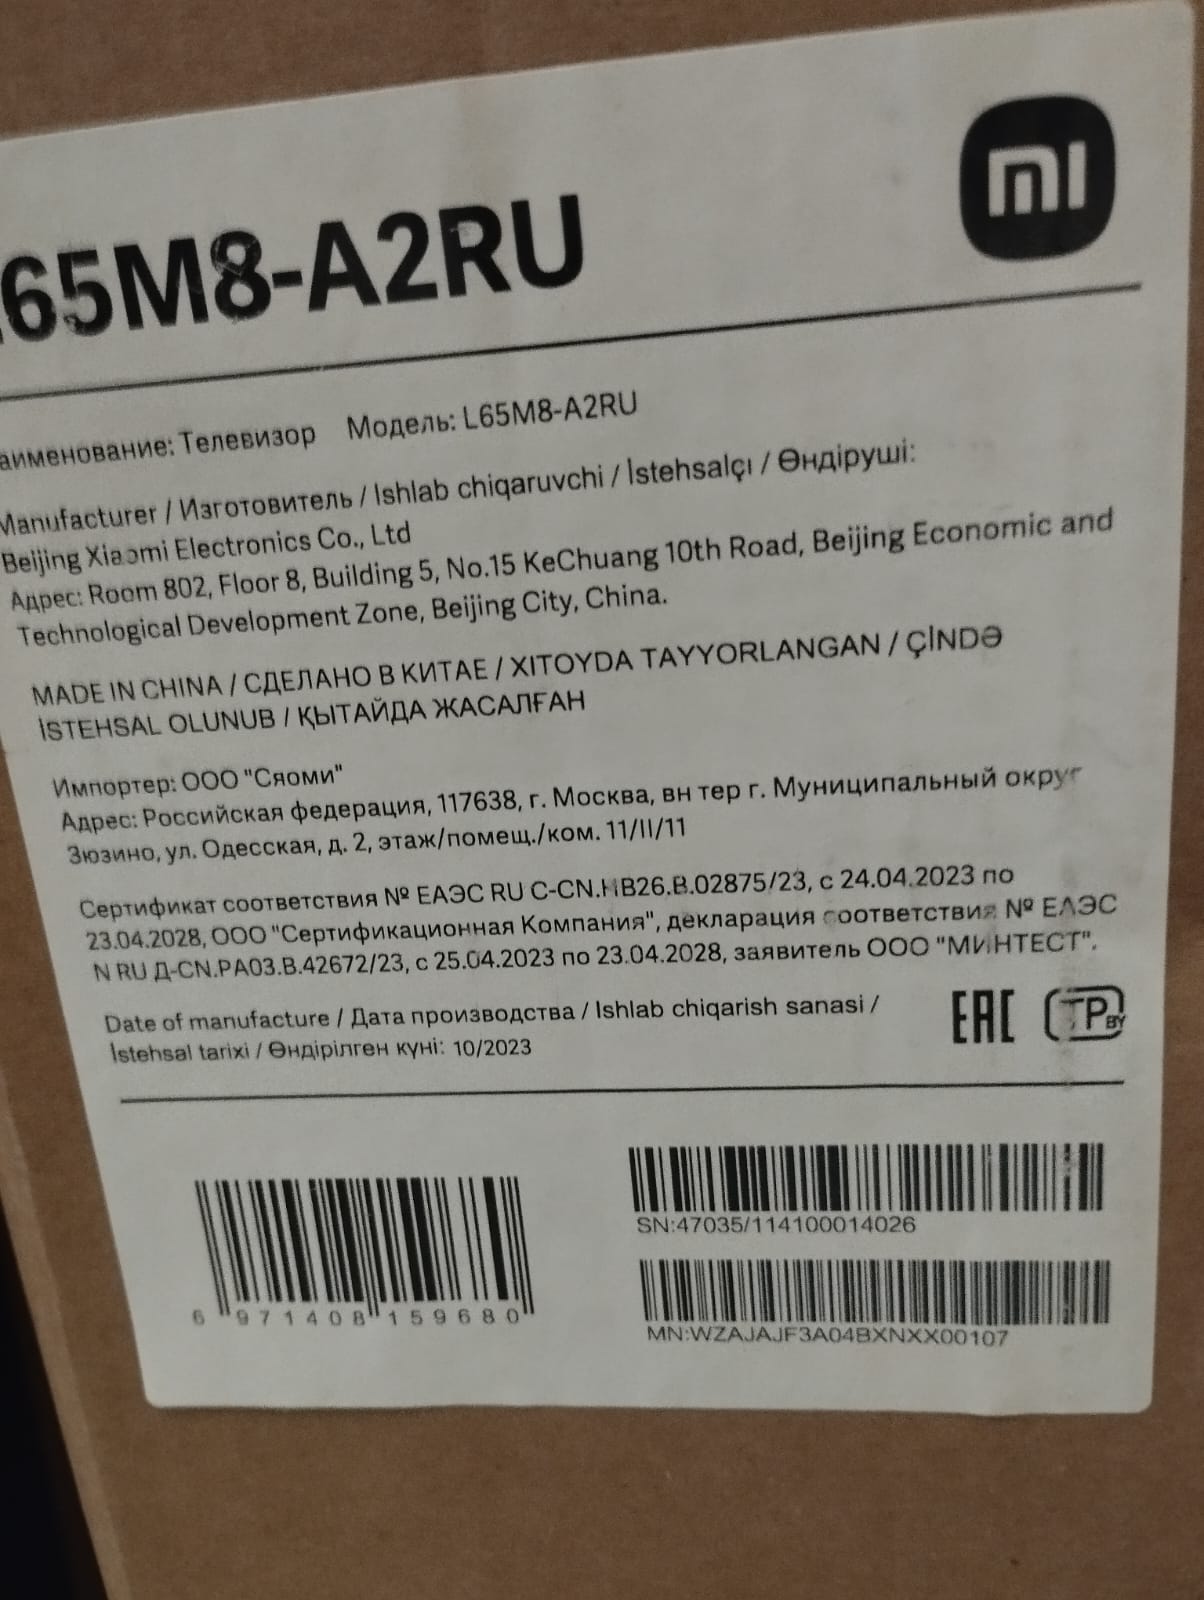 mi
65M8-A2RU
аименование: Телевизор Модель: L65M8-A2RU
Manufacturer / Изготовитель / Ishlab chiqaruvchi / İstehsalçı / Өндіруші:
Beijing Xiaomi Electronics Co., Ltd
Адрес: Room 802, Floor 8, Building 5, No.15 KeChuang 10th Road, Beijing Economic and
Technological Development Zone, Beijing City, China.
MADE IN CHINA / СДЕЛАНО В КИТАЕ / XITOYDA TAYYORLANGAN / ÇİNDƏ
İSTEHSAL OLUNUB / ҚЫТАЙДА ЖАСАЛҒАН
Импортер: ООО "Сяоми"
Адрес: Российская федерация, 117638, г. Москва, вн тер г. Муниципальный округ
Зюзино, ул. Одесская, д. 2, этаж/помещ./ком. 11/II/11
Сертификат соответствия № ЕАЭС RU C-CN.HB26.B.02875/23, с 24.04.2023 по
23.04.2028, ООО "Сертификационная Компания", декларация соответствия № ЕАЭС
N RU Д-CN.PA03.B.42672/23, с 25.04.2023 по 23.04.2028, заявитель ООО "МИНТЕСТ".
Date of manufacture / Дата производства / Ishlab chiqarish sanasi /
İstehsal tarixi / Өндірілген күні: 10/2023
EAC TP BY
SN:47035/114100014026
6 971408 159680
MN:WZAJAJF3A04BXNXX00107